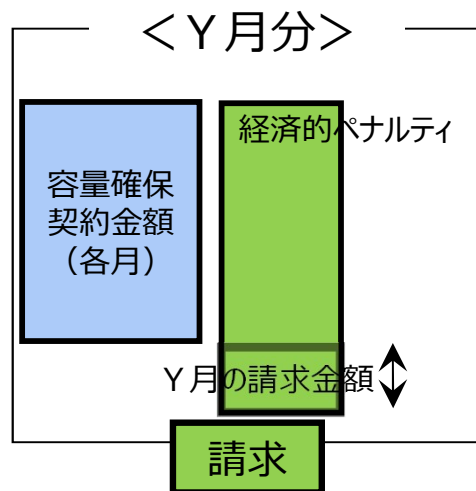 ＜Ｙ月分＞
経済的ペナルティ
容量確保
契約金額
（各月）
Ｙ月の請求金額
請求